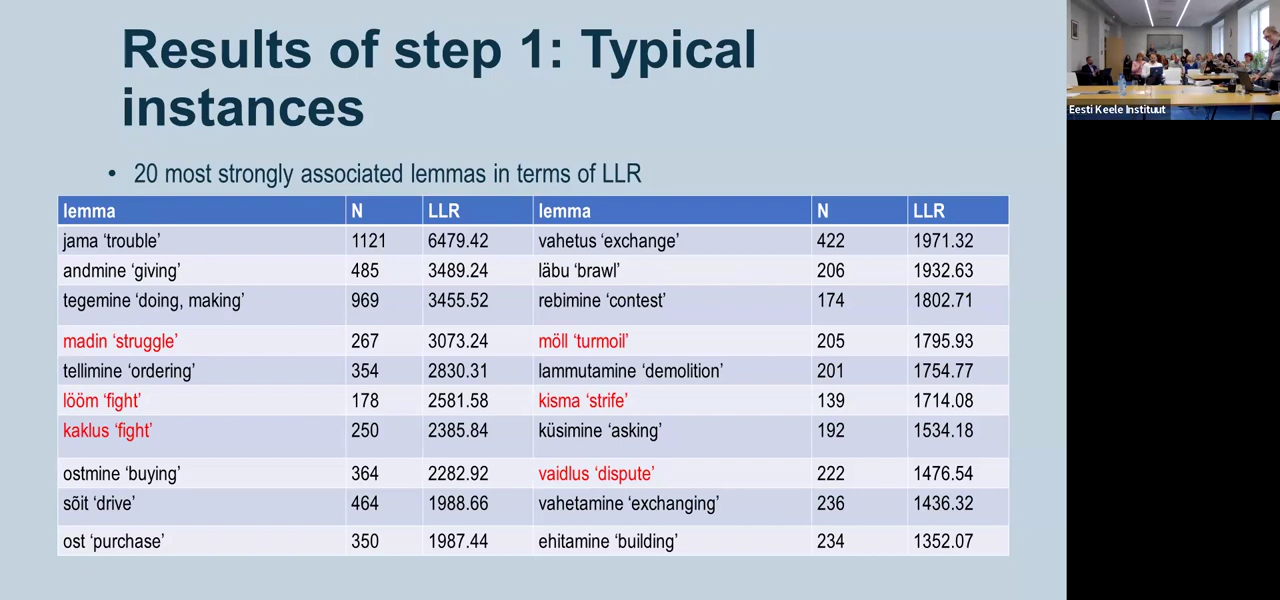 Results of step 1: Typical
instances
• 20 most strongly associated lemmas in terms of LLR
lemma N LLR lemma N LLR
jama ‘trouble’ 1121 6479.42 vahetus ‘exchange’ 422 1971.32
andmine ‘giving’ 485 3489.24 läbu ‘brawl’ 206 1932.63
tegemine ‘doing, making’ 969 3455.52 rebimine ‘contest’ 174 1802.71
madin ‘struggle’ 267 3073.24 möll ‘turmoil’ 205 1795.93
tellimine ‘ordering’ 354 2830.31 lammutamine ‘demolition’ 201 1754.77
lööm ‘fight’ 178 2581.58 kisma ‘strife’ 139 1714.08
kaklus ‘fight’ 250 2385.84 küsimine ‘asking’ 192 1534.18
ostmine ‘buying’ 364 2282.92 vaidlus ‘dispute’ 222 1476.54
sõit ‘drive’ 464 1988.66 vahetamine ‘exchanging’ 236 1436.32
ost ‘purchase’ 350 1987.44 ehitamine ‘building’ 234 1352.07
Eesti Keele Instituut